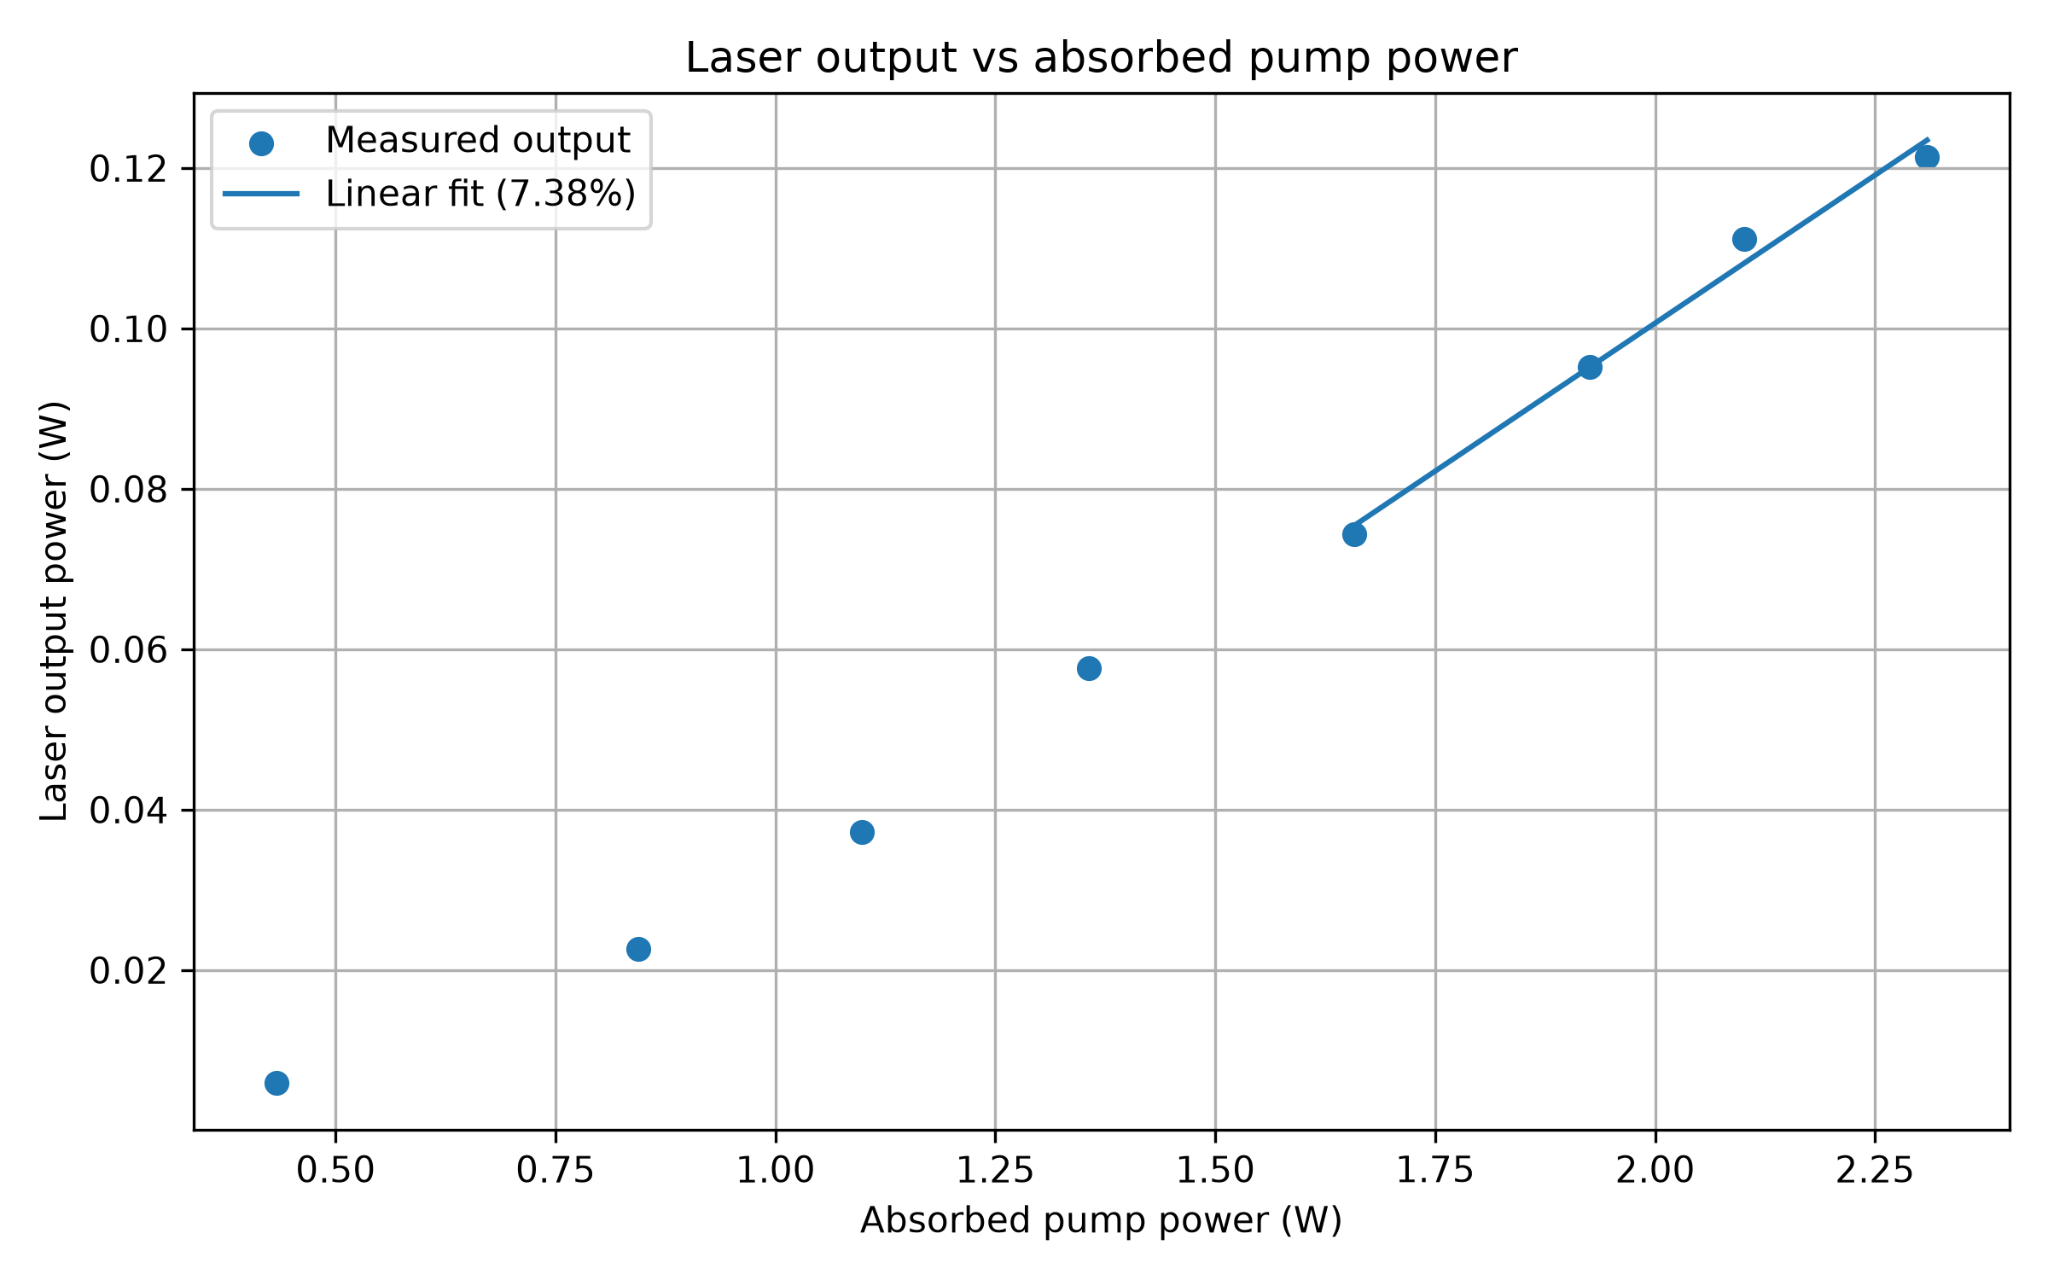 Laser output vs absorbed pump power
Measured output
Linear fit (7.38%)
0.12
0.10
0.08
0.06
0.04
0.02
Laser output power (W)
0.50 0.75 1.00 1.25 1.50 1.75 2.00 2.25
Absorbed pump power (W)